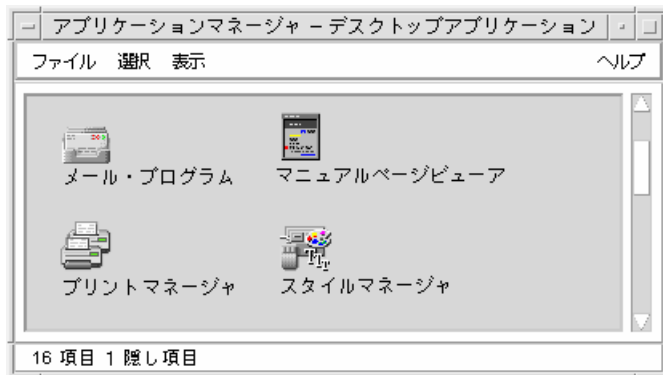 アプリケーションマネージャ – デスクトップアプリケーション
ファイル 選択 表示 ヘルプ
メール・プログラム マニュアルページビューア
プリントマネージャ スタイルマネージャ
16 項目 1 隠し項目